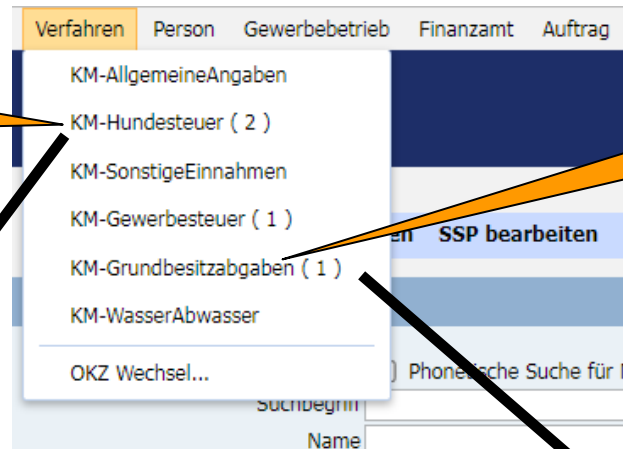 Verfahren Person Gewerbebetrieb Finanzamt Auftrag
KM-AllgemeineAngaben
KM-Hundesteuer ( 2 )
KM-SonstigeEinnahmen
KM-Gewerbesteuer ( 1 )
en SSP bearbeiten
KM-Grundbesitzabgaben ( 1 )
KM-WasserAbwasser
OKZ Wechsel...
) Phonetische Suche für
Suchbegriff
Name